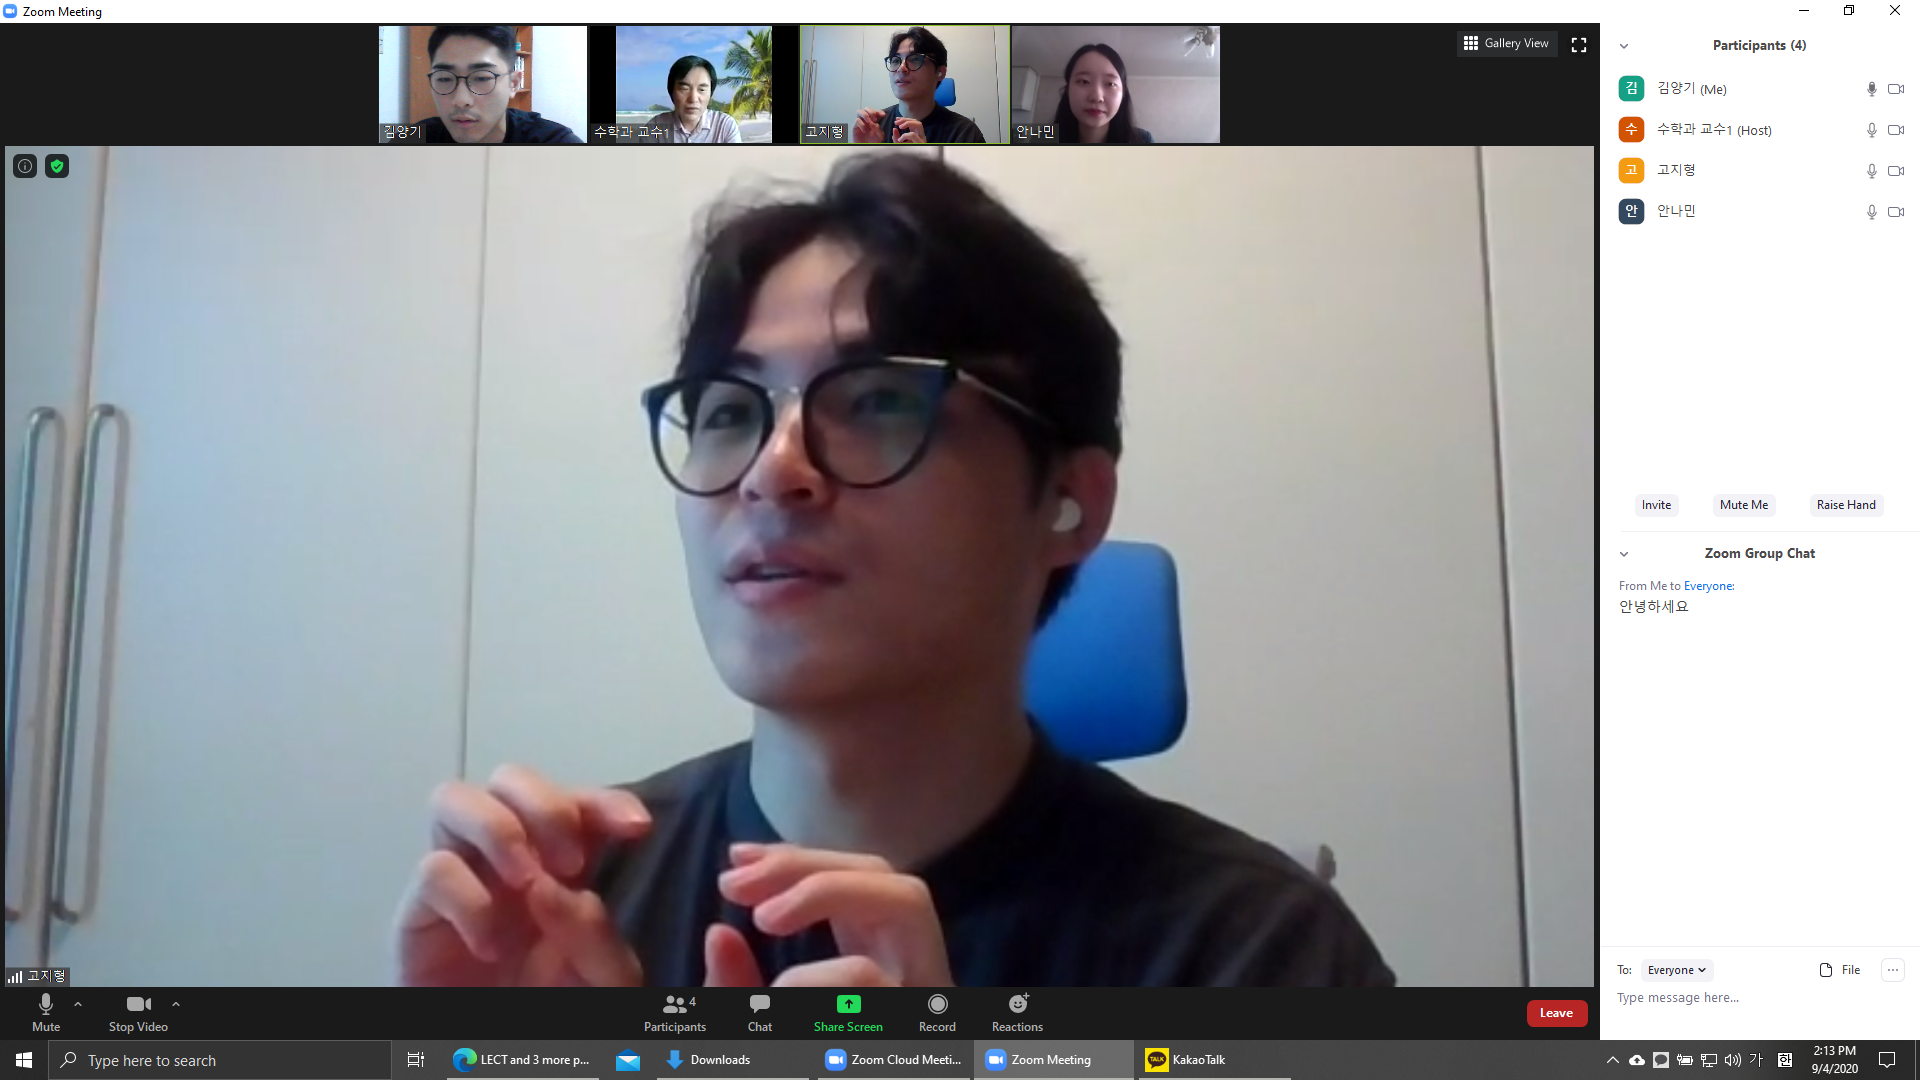 Zoom Meeting
김양기
수학과 교수1
고지형
안나민
Gallery View
Participants (4)
김
김양기 (Me)
수
수학과 교수1 (Host)
고
고지형
안
안나민
Invite
Mute Me
Raise Hand
Zoom Group Chat
From Me to Everyone:
안녕하세요
고지형
To: Everyone
File
Type message here...
Mute
Stop Video
4
Participants
Chat
Share Screen
Record
Reactions
Leave
Type here to search
LECT and 3 more p...
Downloads
Zoom Cloud Meeti...
Zoom Meeting
TALK
KakaoTalk
가
한
2:13 PM
9/4/2020